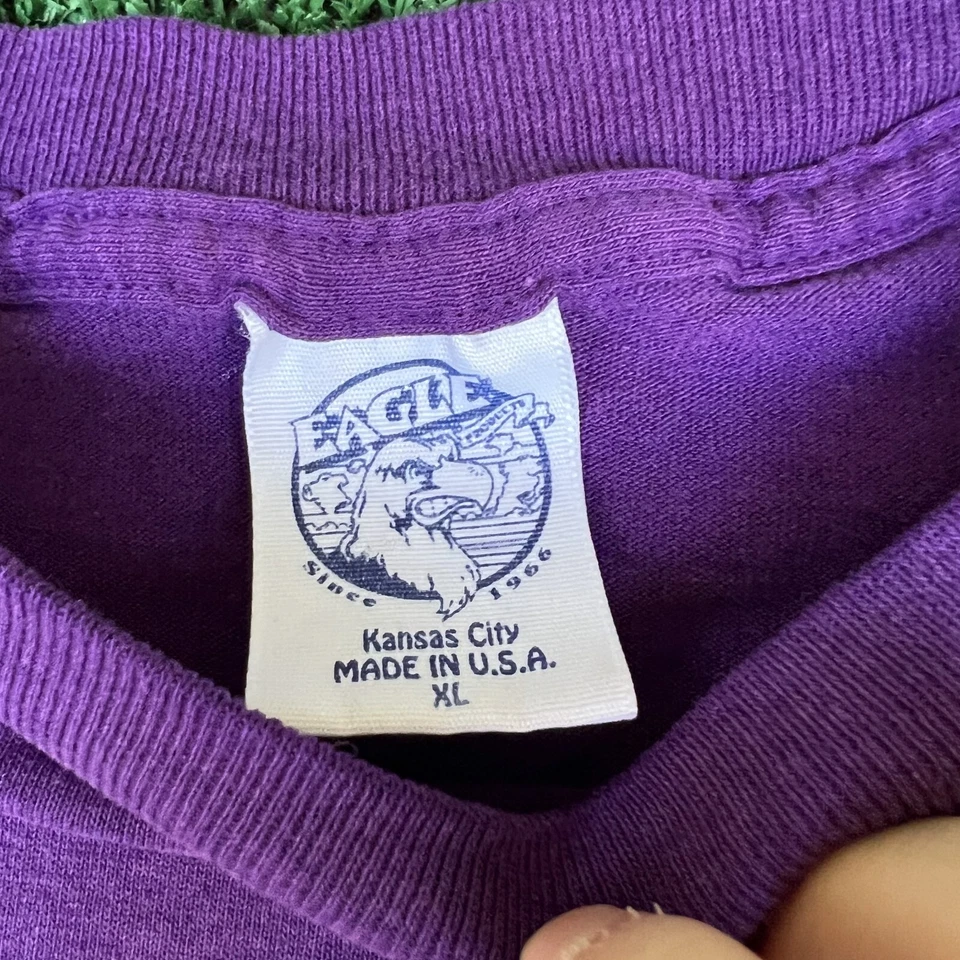 EAGLE
Since 1966
Kansas City
MADE IN U.S.A.
XL